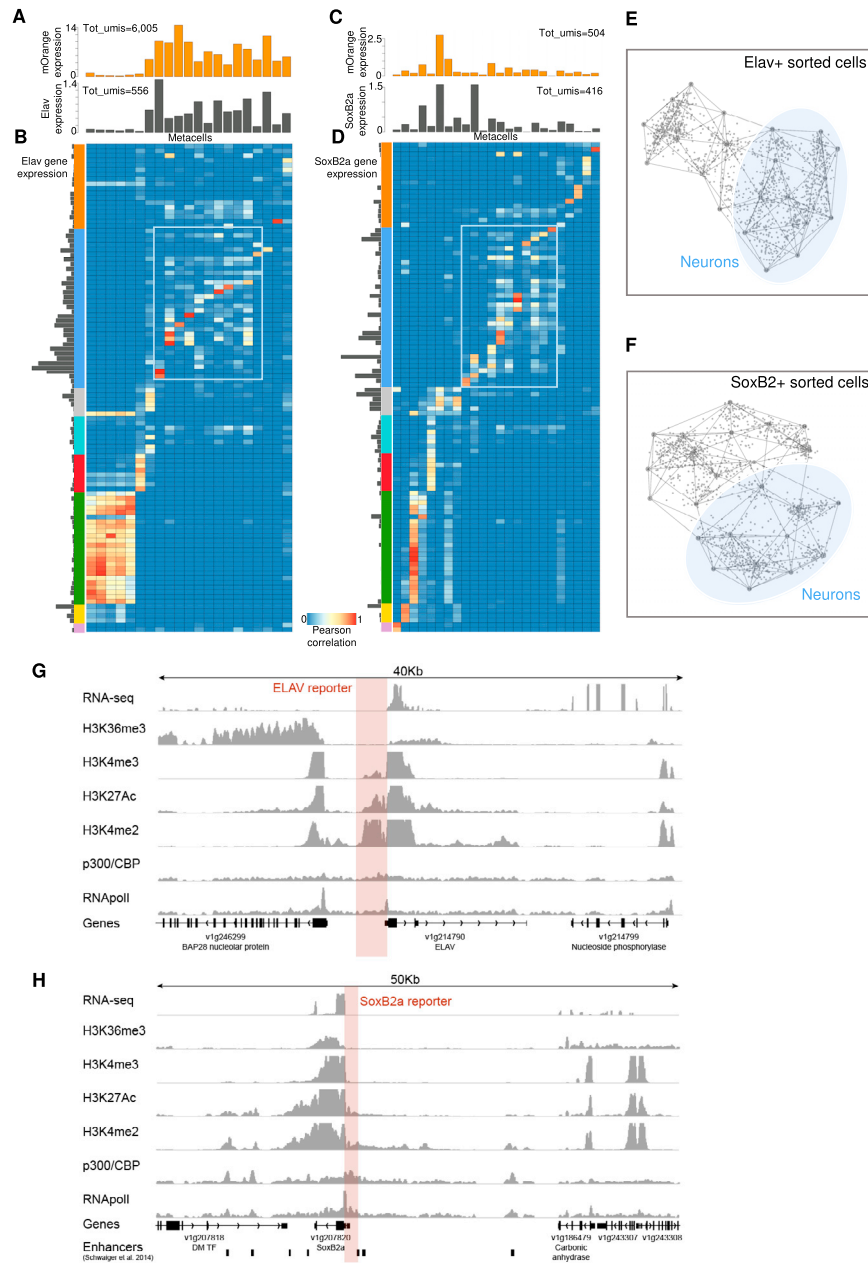 A
14
mOrange
expression
0
Tot_umis=6,005
1.4
Elav
expression
0
Tot_umis=556
Metacells
B
Elav gene
expression
C
2.5
mOrange
expression
0
Tot_umis=504
1.5
SoxB2a
expression
0
Tot_umis=416
Metacells
D
SoxB2a gene
expression
0
1
Pearson
correlation
E
Elav+ sorted cells
Neurons
F
SoxB2+ sorted cells
Neurons
G
40Kb
ELAV reporter
RNA-seq
H3K36me3
H3K4me3
H3K27Ac
H3K4me2
p300/CBP
RNApolI
Genes
v1g246299
BAP28 nucleolar protein
v1g214790
ELAV
v1g214799
Nucleoside phosphorylase
H
50Kb
SoxB2a reporter
RNA-seq
H3K36me3
H3K4me3
H3K27Ac
H3K4me2
p300/CBP
RNApolI
Genes
v1g207818
DM TF
v1g207820
SoxB2a
v1g186479
Carbonic
anhydrase
v1g243307
v1g243308
Enhancers
(Schwaiger et al. 2014)